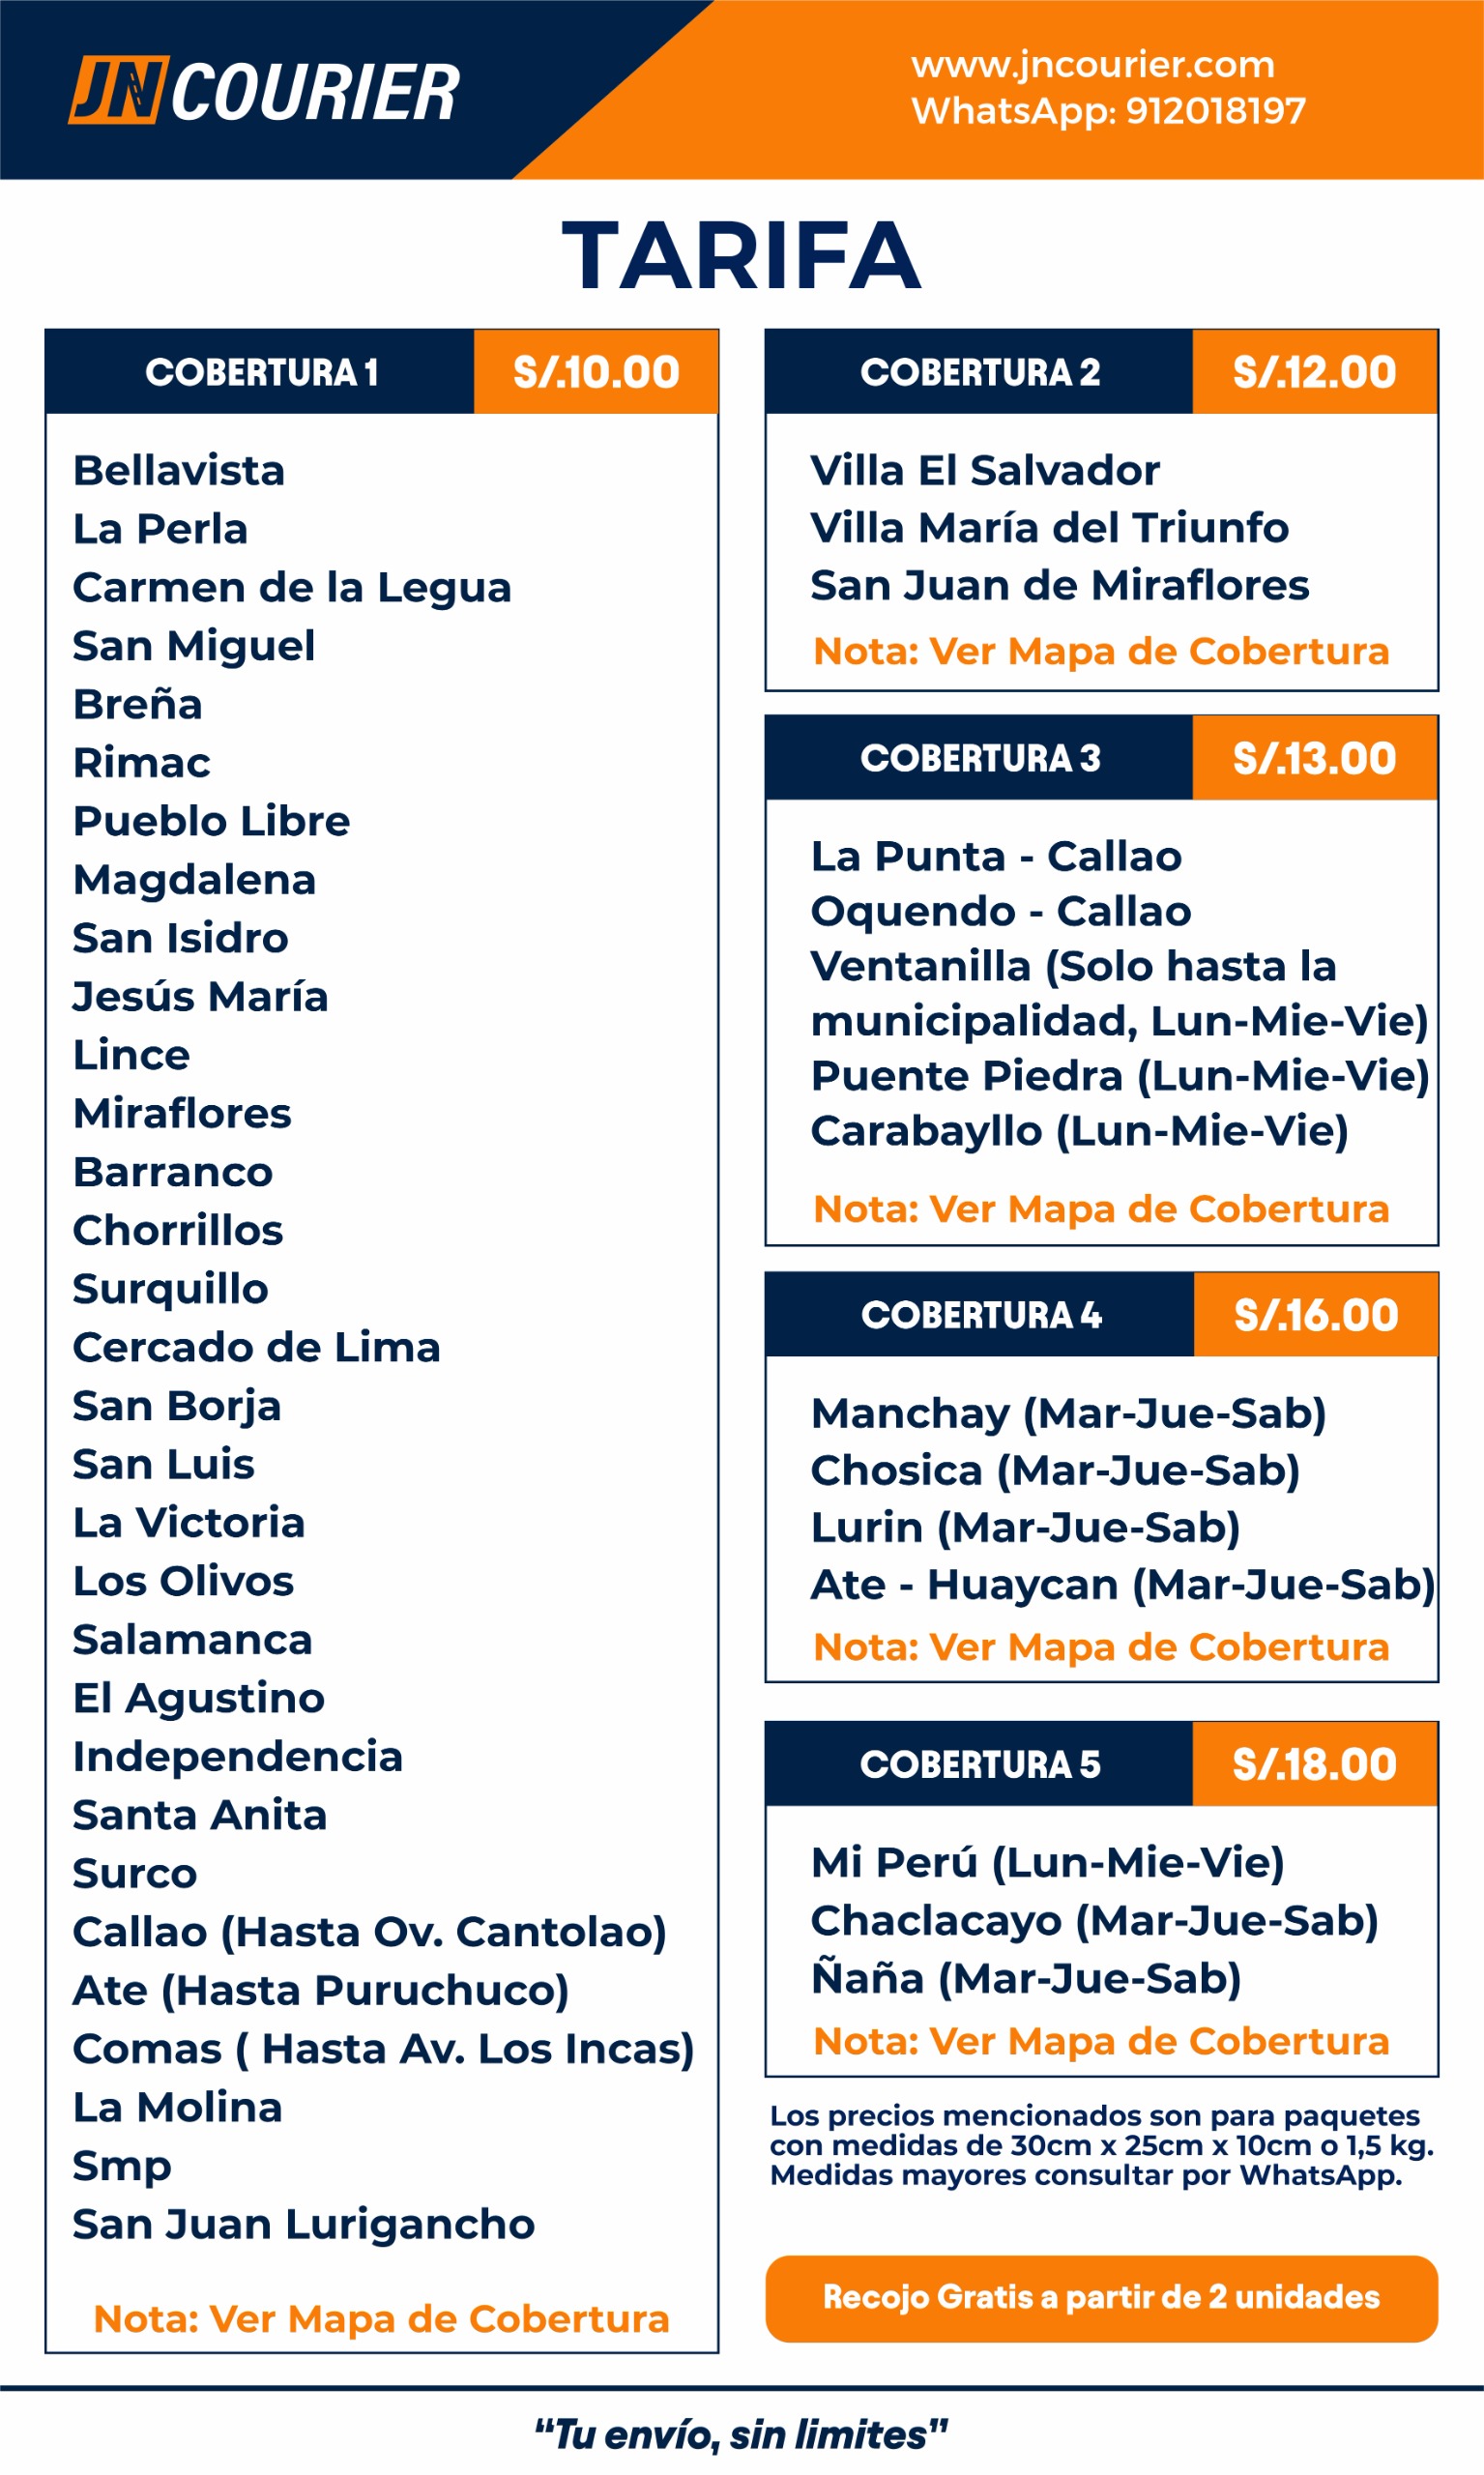 JN COURIER
www.jncourier.com
WhatsApp: 912018197
TARIFA
COBERTURA 1 S/.10.00
Bellavista
La Perla
Carmen de la Legua
San Miguel
Breña
Rimac
Pueblo Libre
Magdalena
San Isidro
Jesús María
Lince
Miraflores
Barranco
Chorrillos
Surquillo
Cercado de Lima
San Borja
San Luis
La Victoria
Los Olivos
Salamanca
El Agustino
Independencia
Santa Anita
Surco
Callao (Hasta Ov. Cantolao)
Ate (Hasta Puruchuco)
Comas ( Hasta Av. Los Incas)
La Molina
Smp
San Juan Lurigancho
Nota: Ver Mapa de Cobertura
COBERTURA 2 S/.12.00
Villa El Salvador
Villa María del Triunfo
San Juan de Miraflores
Nota: Ver Mapa de Cobertura
COBERTURA 3 S/.13.00
La Punta - Callao
Oquendo - Callao
Ventanilla (Solo hasta la
municipalidad, Lun-Mie-Vie)
Puente Piedra (Lun-Mie-Vie)
Carabayllo (Lun-Mie-Vie)
Nota: Ver Mapa de Cobertura
COBERTURA 4 S/.16.00
Manchay (Mar-Jue-Sab)
Chosica (Mar-Jue-Sab)
Lurin (Mar-Jue-Sab)
Ate - Huaycan (Mar-Jue-Sab)
Nota: Ver Mapa de Cobertura
COBERTURA 5 S/.18.00
Mi Perú (Lun-Mie-Vie)
Chaclacayo (Mar-Jue-Sab)
Ñaña (Mar-Jue-Sab)
Nota: Ver Mapa de Cobertura
Los precios mencionados son para paquetes
con medidas de 30cm x 25cm x 10cm o 1,5 kg.
Medidas mayores consultar por WhatsApp.
Recojo Gratis a partir de 2 unidades
“Tu envío, sin limites”